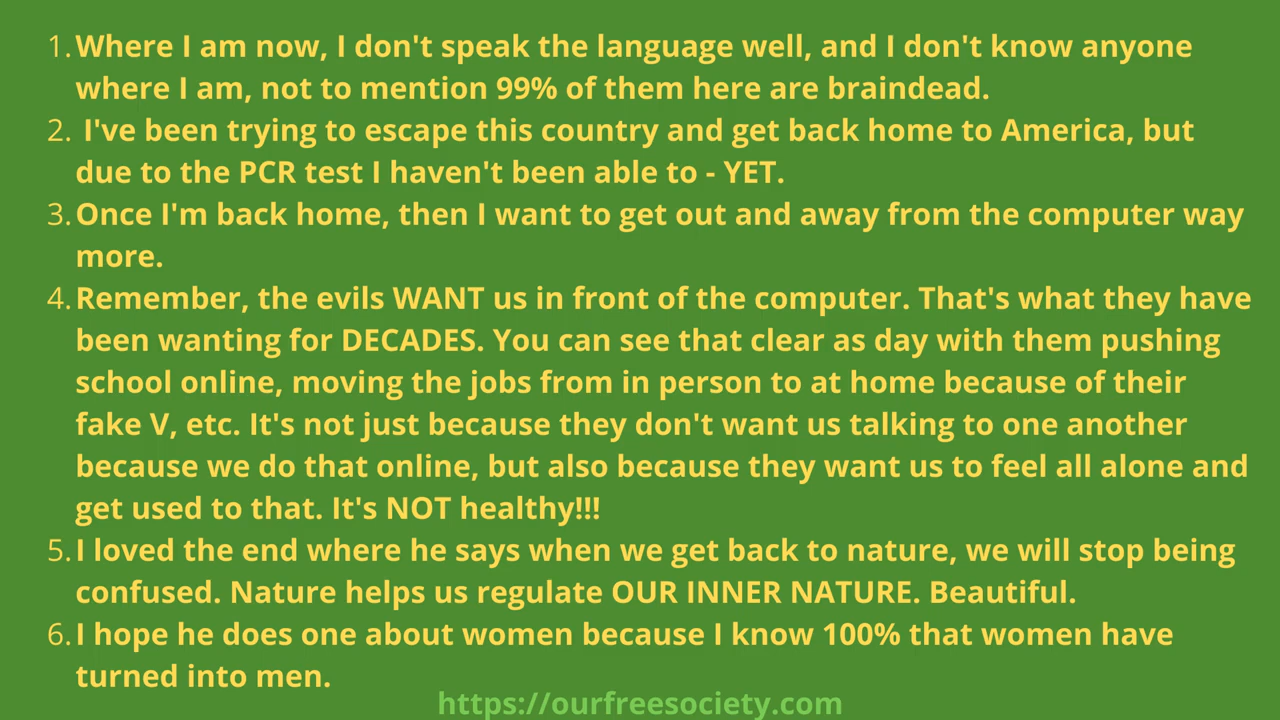 1. Where I am now, I don't speak the language well, and I don't know anyone
where I am, not to mention 99% of them here are braindead.
2. I've been trying to escape this country and get back home to America, but
due to the PCR test I haven't been able to - YET.
3. Once I'm back home, then I want to get out and away from the computer way
more.
4. Remember, the evils WANT us in front of the computer. That's what they have
been wanting for DECADES. You can see that clear as day with them pushing
school online, moving the jobs from in person to at home because of their
fake V, etc. It's not just because they don't want us talking to one another
because we do that online, but also because they want us to feel all alone and
get used to that. It's NOT healthy!!!
5. I loved the end where he says when we get back to nature, we will stop being
confused. Nature helps us regulate OUR INNER NATURE. Beautiful.
6. I hope he does one about women because I know 100% that women have
turned into men.
https://ourfreesociety.com